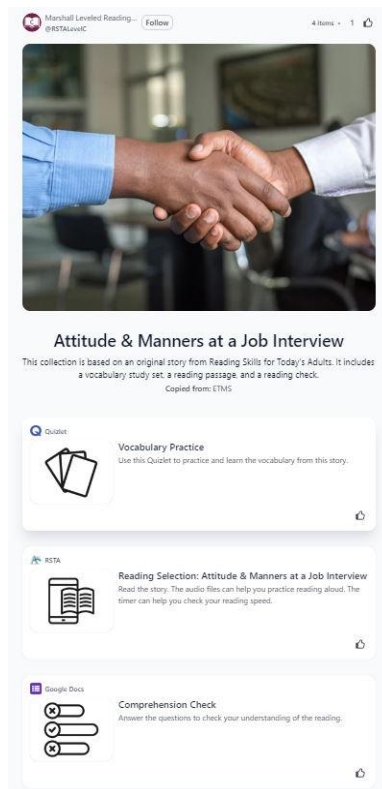 Marshall Leveled Reading...
Follow
@RSTALevelC
4 items
1
Attitude & Manners at a Job Interview
This collection is based on an original story from Reading Skills for Today's Adults. It includes
a vocabulary study set, a reading passage, and a reading check.
Copied from: ETMS
Quizlet
Vocabulary Practice
Use this Quizlet to practice and learn the vocabulary from this story.
RSTA
Reading Selection: Attitude & Manners at a Job Interview
Read the story. The audio files can help you practice reading aloud. The
timer can help you check your reading speed.
Google Docs
Comprehension Check
Answer the questions to check your understanding of the reading.